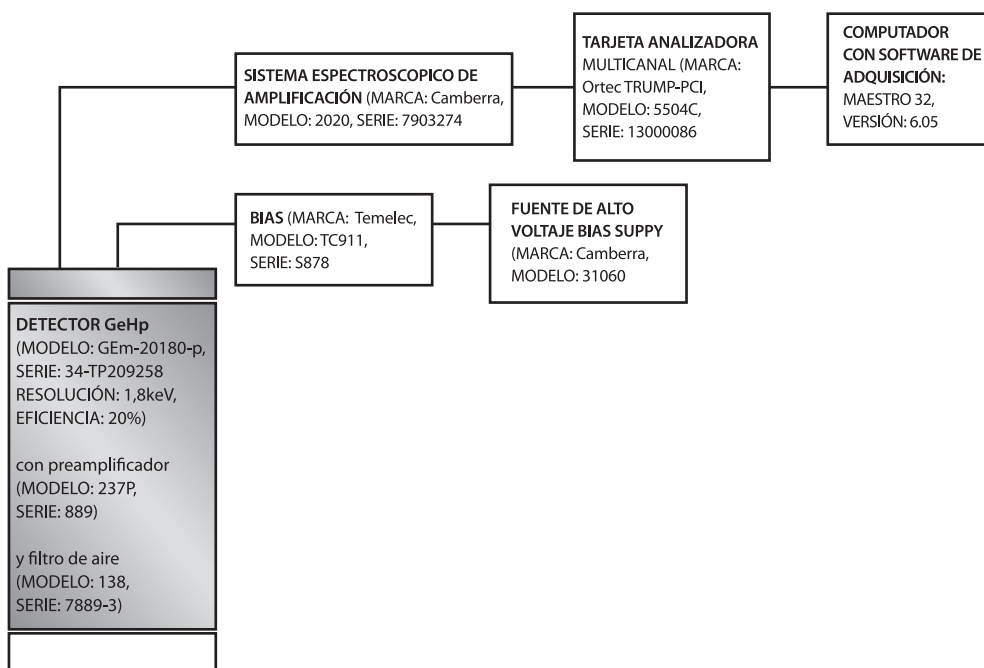 SISTEMA ESPECTROSCOPICO DE
AMPLIFICACIÓN (MARCA: Camberra,
MODELO: 2020, SERIE: 7903274
TARJETA ANALIZADORA
MULTICANAL (MARCA:
Ortec TRUMP-PCI,
MODELO: 5504C,
SERIE: 13000086
COMPUTADOR
CON SOFTWARE DE
ADQUISICIÓN:
MAESTRO 32,
VERSIÓN: 6.05
BIAS (MARCA: Temelec,
MODELO: TC911,
SERIE: S878
FUENTE DE ALTO
VOLTAJE BIAS SUPPY
(MARCA: Camberra,
MODELO: 31060
DETECTOR GeHp
(MODELO: GEm-20180-p,
SERIE: 34-TP209258
RESOLUCIÓN: 1,8keV,
EFICIENCIA: 20%)
con preamplificador
(MODELO: 237P,
SERIE: 889)
y filtro de aire
(MODELO: 138,
SERIE: 7889-3)